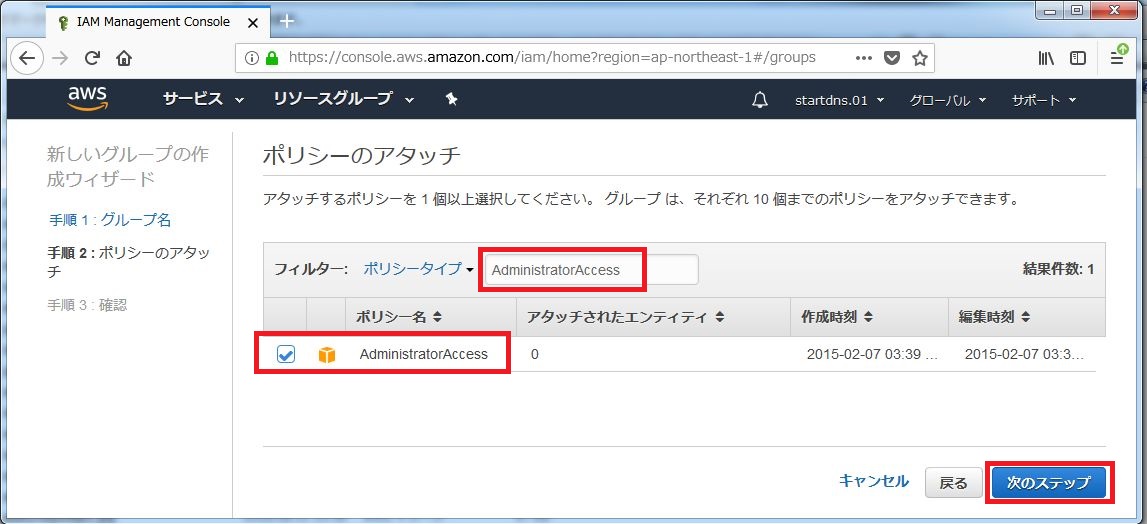 IAM Management Console
https://console.aws.amazon.com/iam/home?region=ap-northeast-1#/groups
aws サービス リソースグループ startdns.01 グローバル サポート
新しいグループの作
成ウィザード
手順 1 : グループ名
手順 2 : ポリシーのアタッ
チ
手順 3 : 確認
ポリシーのアタッチ
アタッチするポリシーを 1 個以上選択してください。 グループ は、それぞれ 10 個までのポリシーをアタッチできます。
フィルター: ポリシータイプ AdministratorAccess 結果件数: 1
ポリシー名 アタッチされたエンティティ 作成時刻 編集時刻
AdministratorAccess 0 2015-02-07 03:39 ... 2015-02-07 03:3...
キャンセル 戻る 次のステップ